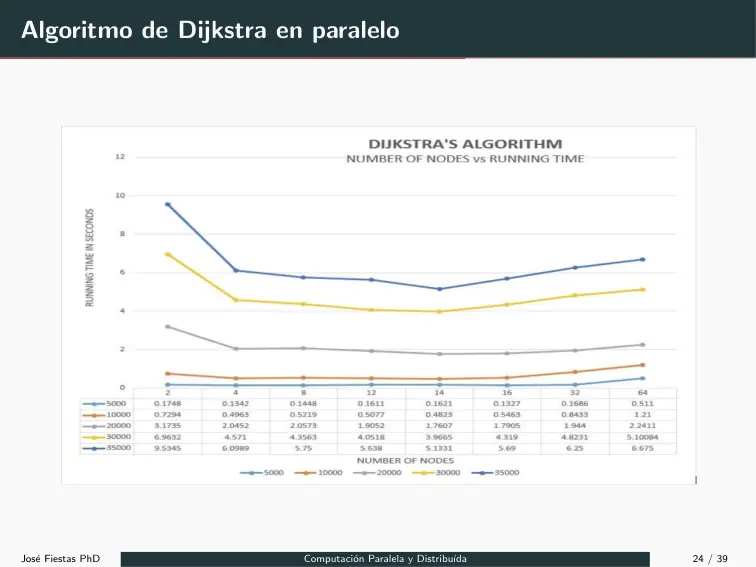 Algoritmo de Dijkstra en paralelo
DIJKSTRA'S ALGORITHM
NUMBER OF NODES vs RUNNING TIME
RUNNING TIME IN SECONDS
12
10
8
6
4
2
0
2 4 8 12 14 16 32 64
5000 0.1748 0.1342 0.1448 0.1611 0.1621 0.1327 0.1686 0.511
10000 0.7294 0.4963 0.5219 0.5077 0.4823 0.5463 0.8433 1.21
20000 3.1735 2.0452 2.0573 1.9052 1.7607 1.7905 1.944 2.2411
30000 6.9632 4.571 4.3563 4.0518 3.9665 4.319 4.8231 5.10084
35000 9.5345 6.0989 5.75 5.638 5.1331 5.69 6.25 6.675
NUMBER OF NODES
5000 10000 20000 30000 35000
José Fiestas PhD Computación Paralela y Distribuída 24 / 39